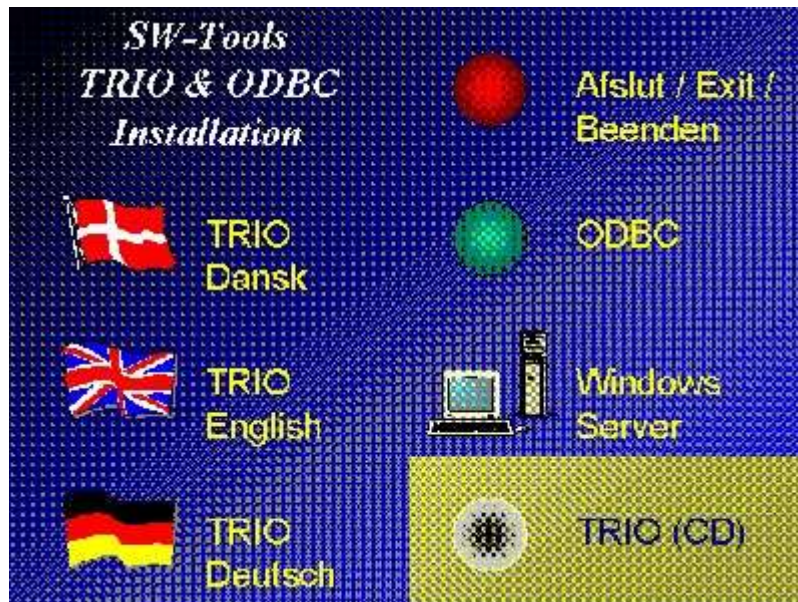 SW-Tools
TRIO & ODBC
Installation
Afslut / Exit /
Beenden
TRIO
Dansk
ODBC
TRIO
English
Windows
Server
TRIO
Deutsch
TRIO (CD)